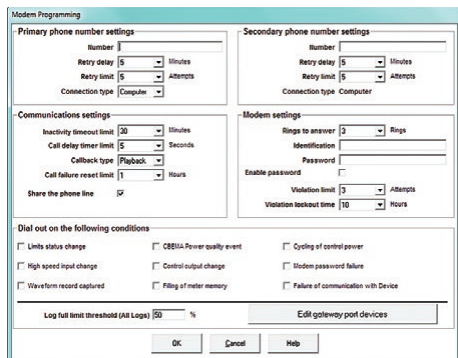 Modem Programming
Primary phone number settings
Number
Retry delay 5 Minutes
Retry limit 5 Attempts
Connection type Computer
Secondary phone number settings
Number
Retry delay 5 Minutes
Retry limit 5 Attempts
Connection type Computer
Communications settings
Inactivity timeout limit 30 Minutes
Call delay timer limit 5 Seconds
Callback type Playback
Call failure reset limit 1 Hours
Share the phone line
Modem settings
Rings to answer 3 Rings
Identification
Password
Enable password
Violation limit 3 Attempts
Violation lockout time 10 Hours
Dial out on the following conditions
Limits status change CBEMA Power quality event Cycling of control power
High speed input change Control output change Modem password failure
Waveform record captured Filing of meter memory Failure of communication with Device
Log full limit threshold (All Logs) 50 % Edit gateway port devices
OK Cancel Help